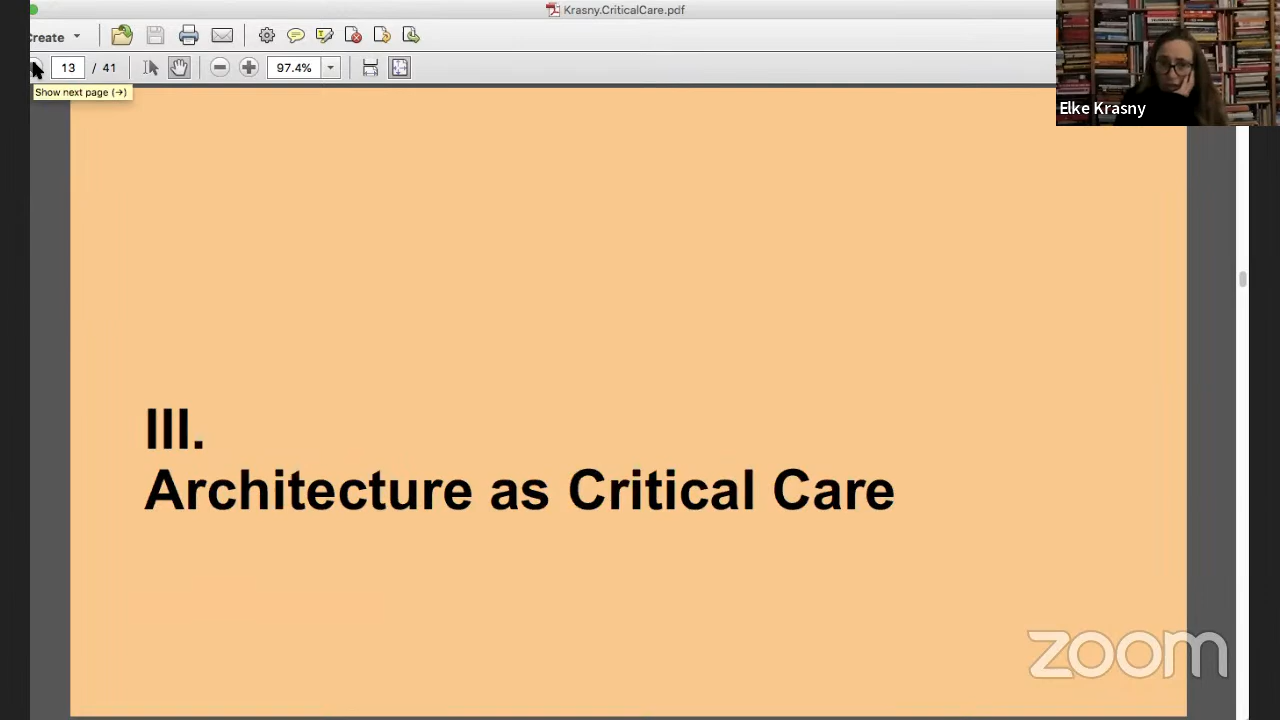 Krasny.CriticalCare.pdf
Create
13 / 41
97.4%
Show next page (→)
Elke Krasny
III.
Architecture as Critical Care
zoom